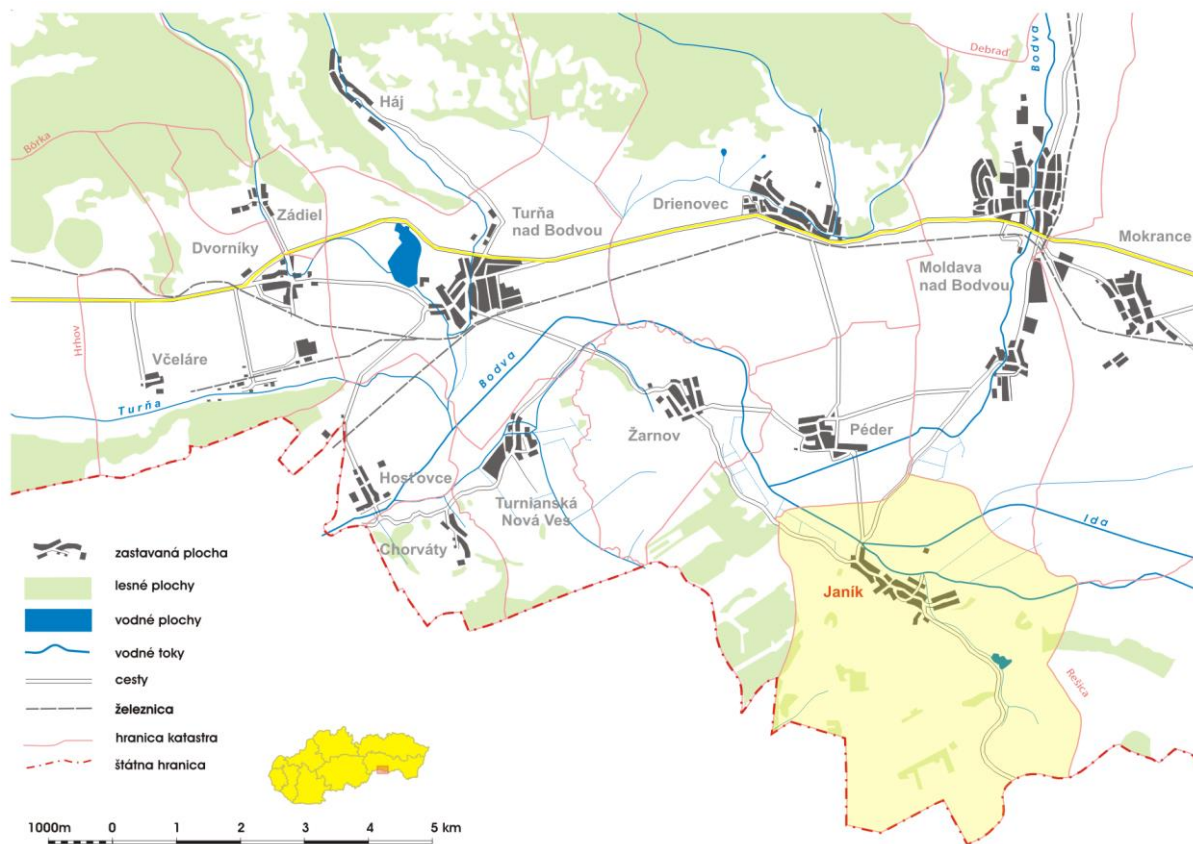 Debraď
Bodva
Háj
Bôrka
Zádiel
Turňa
nad Bodvou
Drienovec
Dvorníky
Mokrance
Moldava
nad Bodvou
Hrhov
Včeláre
Bodva
Turňa
Žarnov
Péder
Hosťovce
Turnianská
Nová Ves
Ida
Chorváty
Janík
Rešica
zastavaná plocha
lesné plochy
vodné plochy
vodné toky
cesty
železnica
hranica katastra
štátna hranica
1000m 0 1 2 3 4 5 km